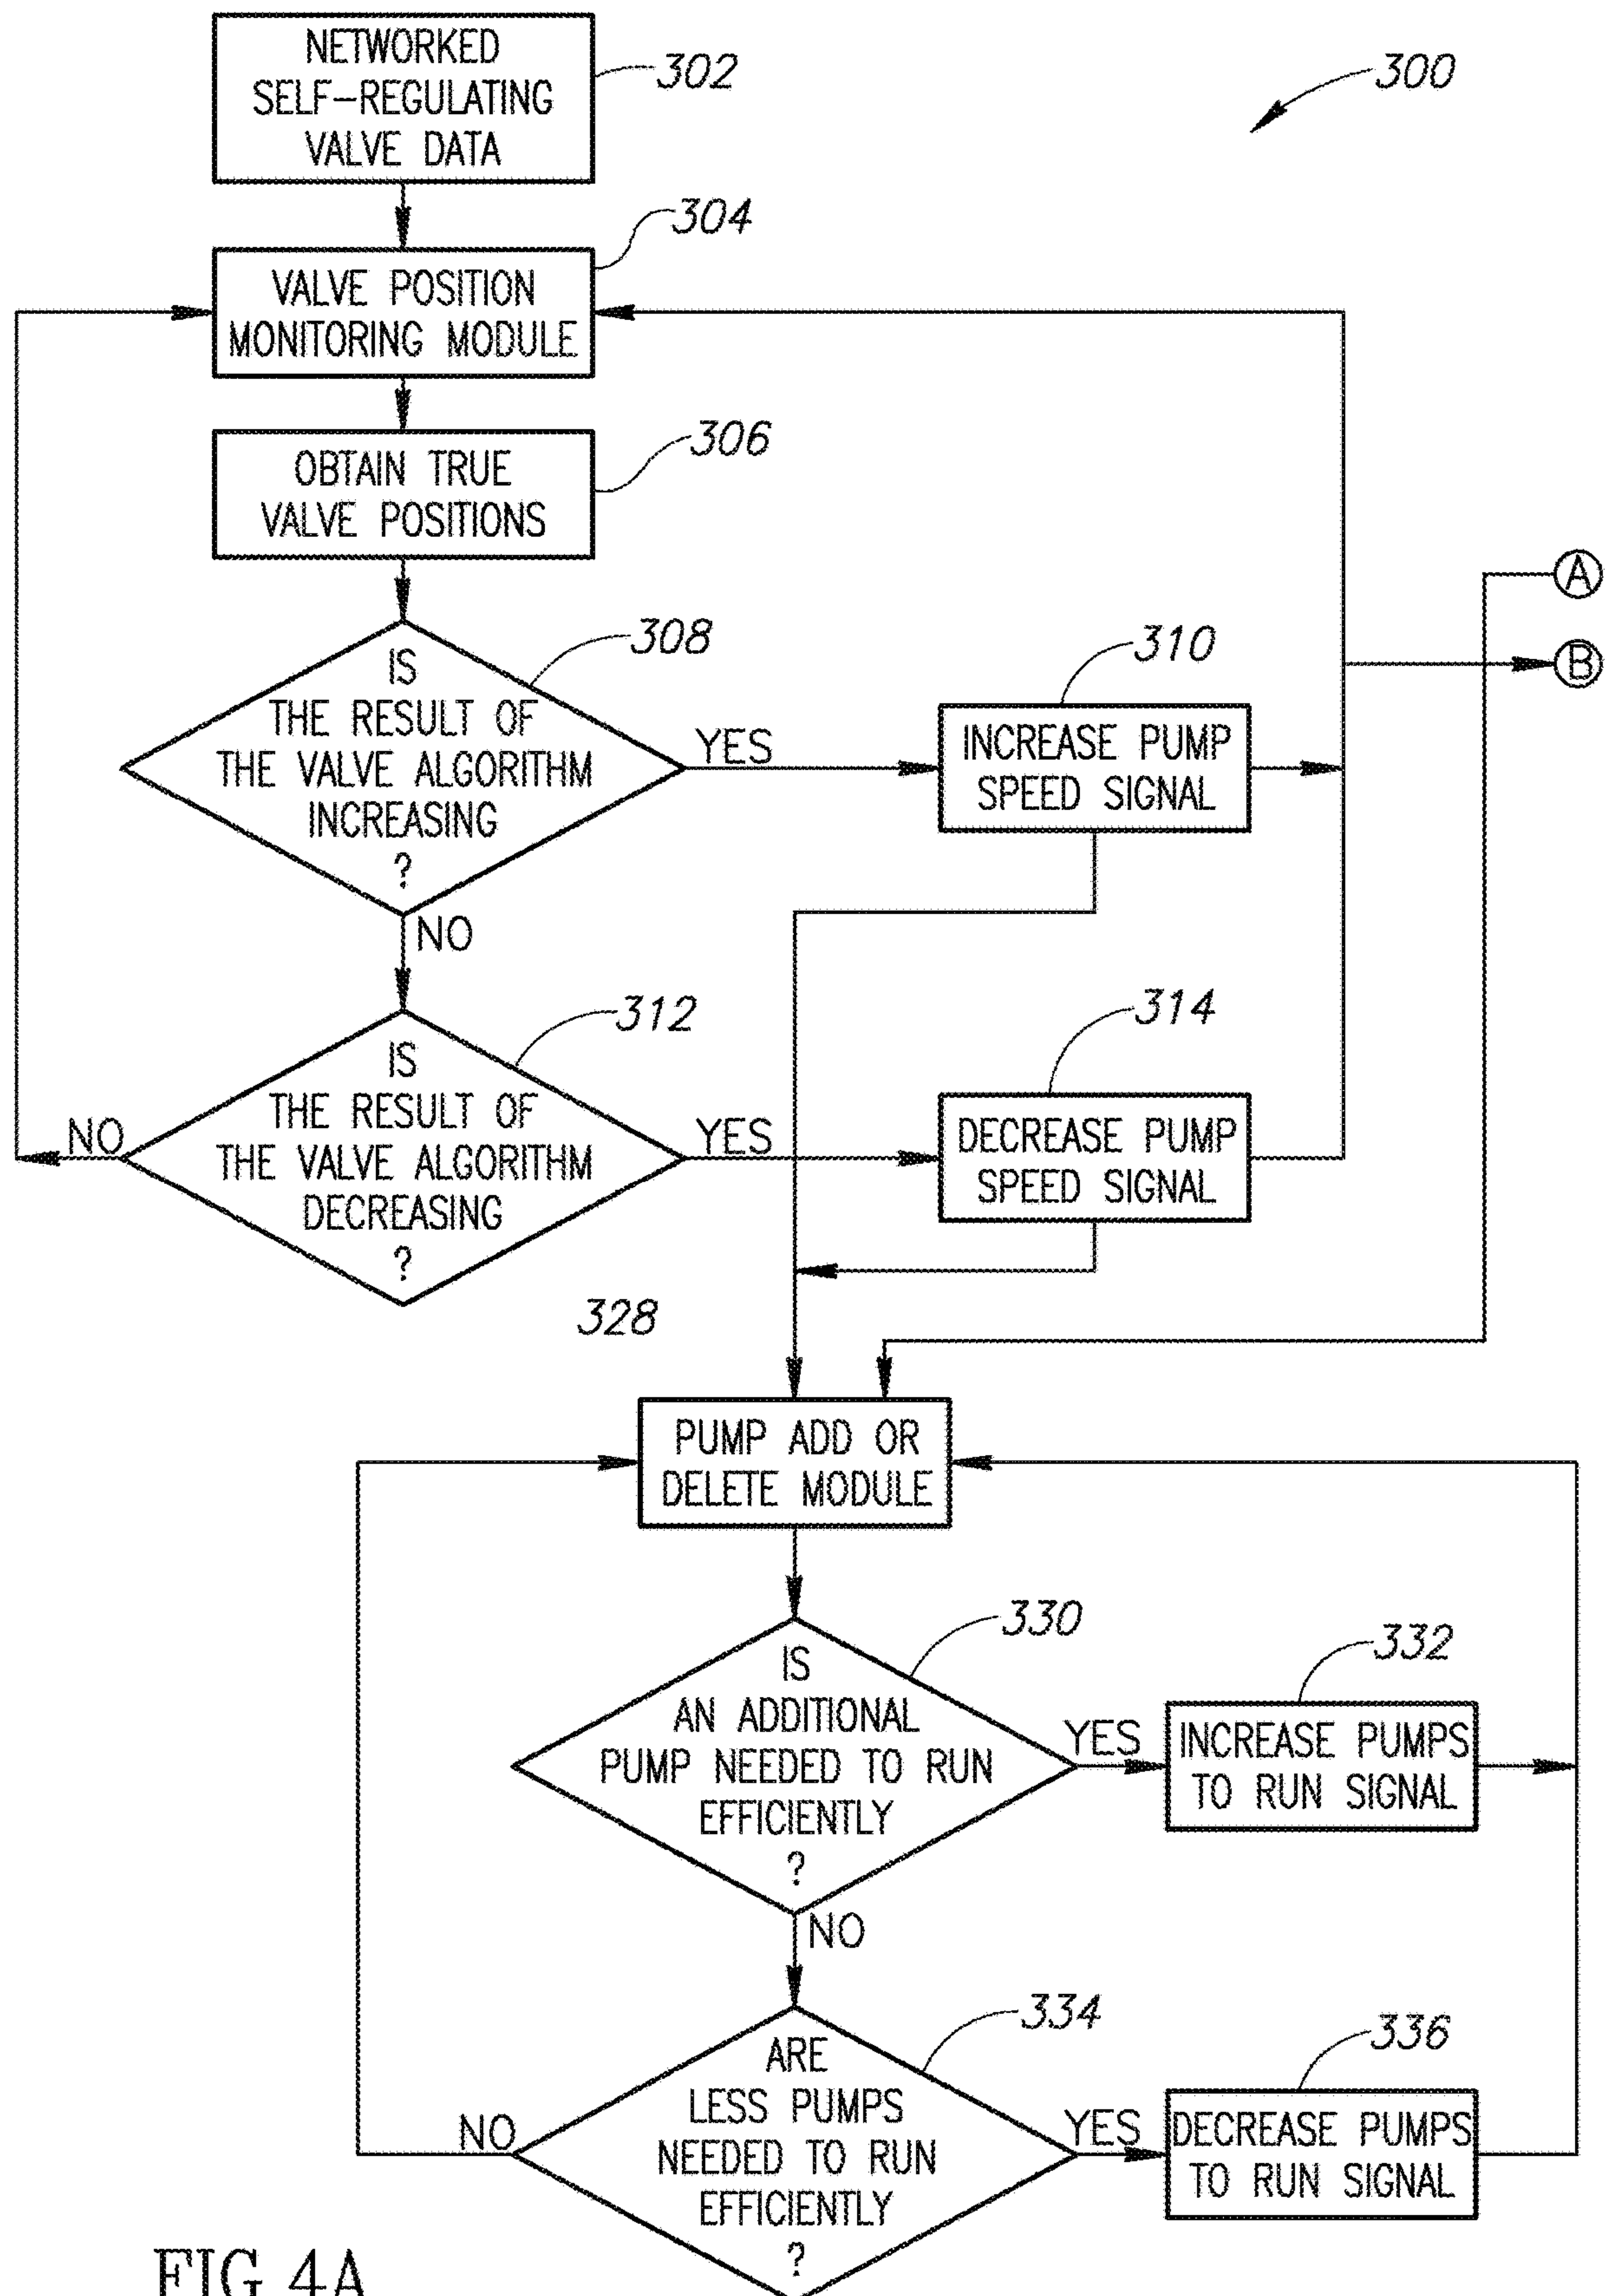 NETWORKED
SELF-REGULATING
VALVE DATA
302
300
304
VALVE POSITION
MONITORING MODULE
306
OBTAIN TRUE
VALVE POSITIONS
A
B
308
IS
THE RESULT OF
THE VALVE ALGORITHM
INCREASING
?
YES
310
INCREASE PUMP
SPEED SIGNAL
NO
312
IS
THE RESULT OF
THE VALVE ALGORITHM
DECREASING
?
NO
YES
314
DECREASE PUMP
SPEED SIGNAL
328
PUMP ADD OR
DELETE MODULE
330
IS
AN ADDITIONAL
PUMP NEEDED TO RUN
EFFICIENTLY
?
YES
332
INCREASE PUMPS
TO RUN SIGNAL
NO
334
ARE
LESS PUMPS
NEEDED TO RUN
EFFICIENTLY
?
NO
YES
336
DECREASE PUMPS
TO RUN SIGNAL
FIG.4A